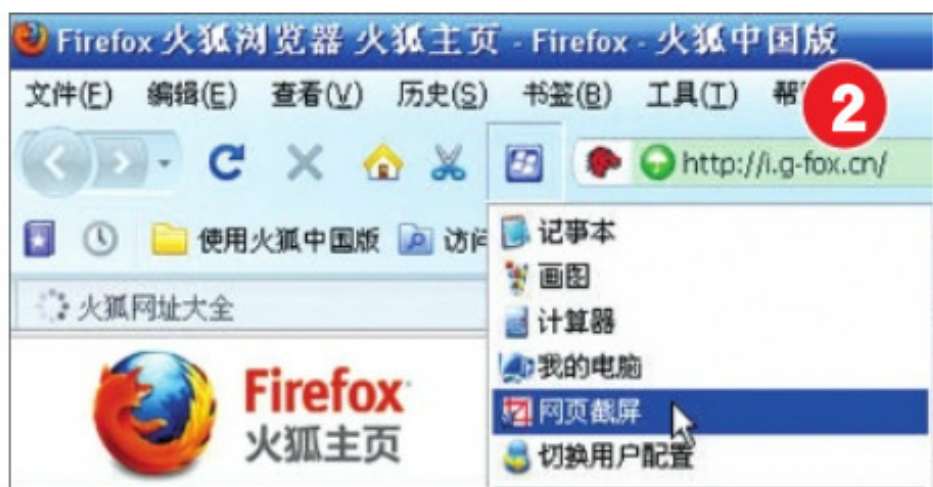 Firefox 火狐浏览器 火狐主页 - Firefox - 火狐中国版
文件(E) 编辑(E) 查看(V) 历史(S) 书签(B) 工具(T) 帮
2
http://i.g-fox.cn/
使用火狐中国版 访问
记事本
画图
计算器
我的电脑
网页截屏
切换用户配置
火狐网址大全
Firefox
火狐主页